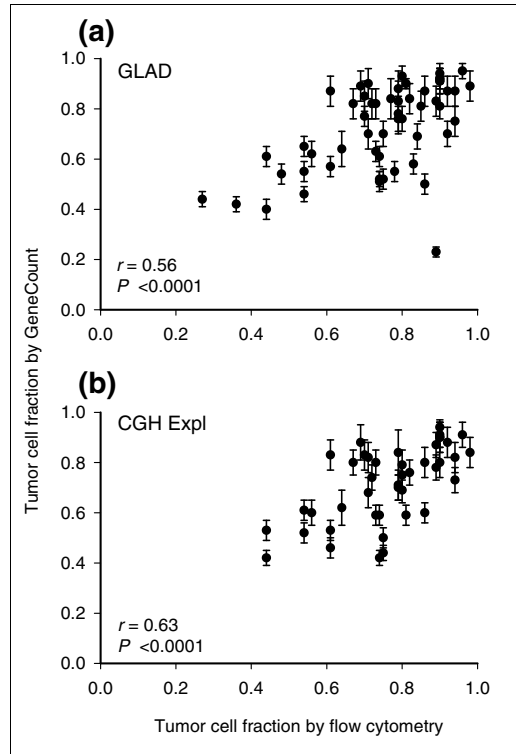 (a)
GLAD
1.0
0.8
0.6
0.4
0.2
0.0
r = 0.56
P <0.0001
0.0 0.2 0.4 0.6 0.8 1.0
Tumor cell fraction by GeneCount
(b)
CGH Expl
1.0
0.8
0.6
0.4
0.2
0.0
r = 0.63
P <0.0001
0.0 0.2 0.4 0.6 0.8 1.0
Tumor cell fraction by flow cytometry